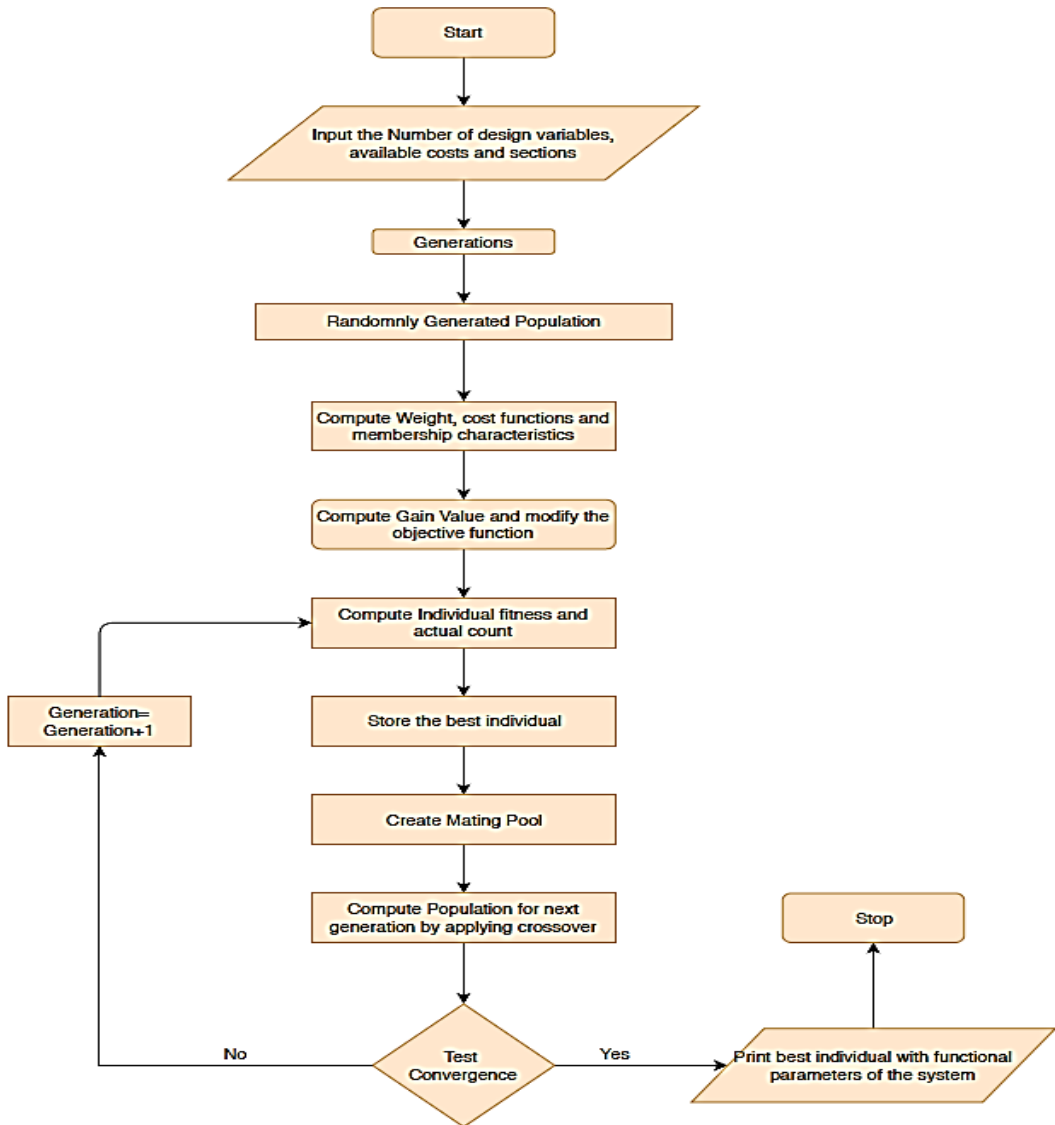 Start
Input the Number of design variables,
available costs and sections
Generations
Randomnly Generated Population
Compute Weight, cost functions and
membership characteristics
Compute Gain Value and modify the
objective function
Compute Individual fitness and
actual count
Generation=
Generation+1
Store the best individual
Create Mating Pool
Compute Population for next
generation by applying crossover
Stop
No
Test
Convergence
Yes
Print best individual with functional
parameters of the system